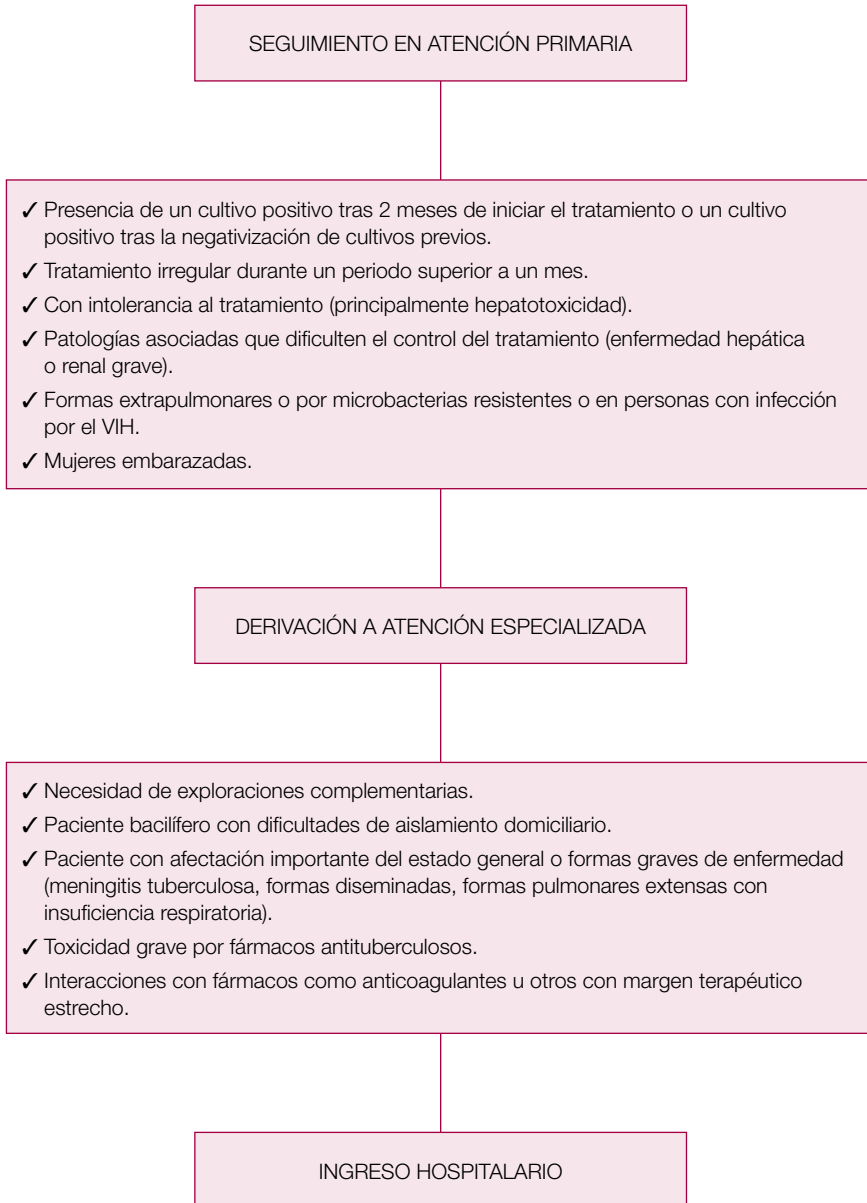 SEGUIMIENTO EN ATENCIÓN PRIMARIA
✓ Presencia de un cultivo positivo tras 2 meses de iniciar el tratamiento o un cultivo
positivo tras la negativización de cultivos previos.
✓ Tratamiento irregular durante un periodo superior a un mes.
✓ Con intolerancia al tratamiento (principalmente hepatotoxicidad).
✓ Patologías asociadas que dificulten el control del tratamiento (enfermedad hepática
o renal grave).
✓ Formas extrapulmonares o por microbacterias resistentes o en personas con infección
por el VIH.
✓ Mujeres embarazadas.
DERIVACIÓN A ATENCIÓN ESPECIALIZADA
✓ Necesidad de exploraciones complementarias.
✓ Paciente bacilífero con dificultades de aislamiento domiciliario.
✓ Paciente con afectación importante del estado general o formas graves de enfermedad
(meningitis tuberculosa, formas diseminadas, formas pulmonares extensas con
insuficiencia respiratoria).
✓ Toxicidad grave por fármacos antituberculosos.
✓ Interacciones con fármacos como anticoagulantes u otros con margen terapéutico
estrecho.
INGRESO HOSPITALARIO